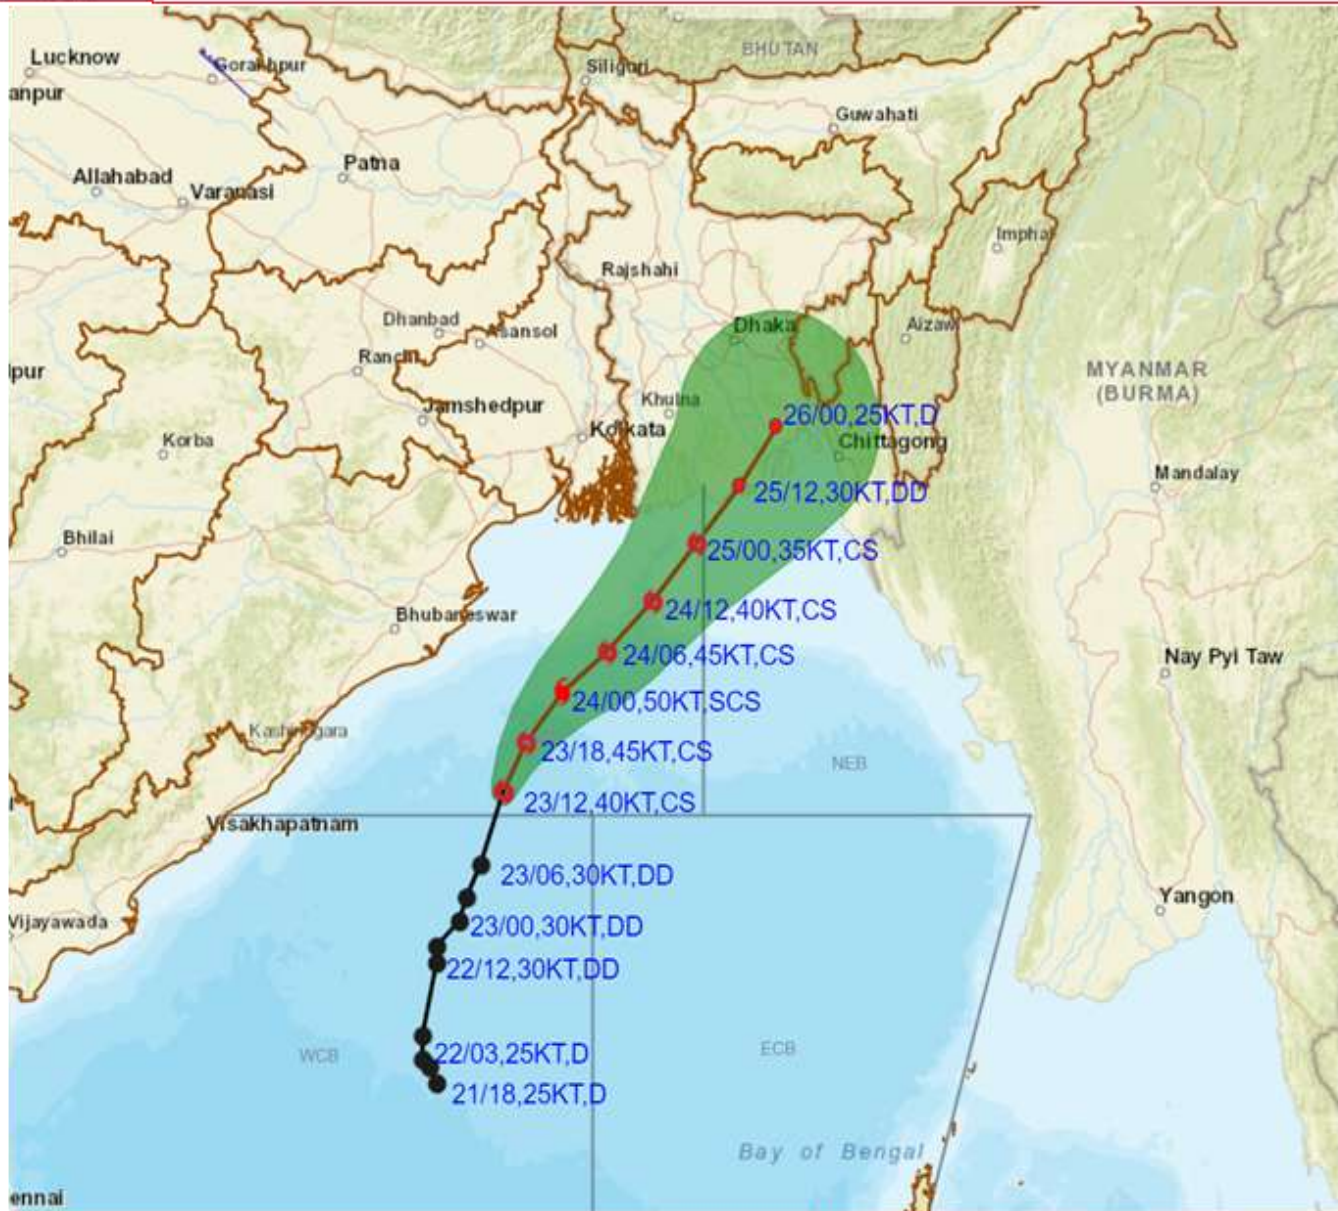 BHUTAN
Lucknow
Gorakhpur
Siliguri
anpur
Guwahati
Patna
Allahabad
Varanasi
Imphal
Rajshahi
Dhanbad
Asansol
Dhaka
Aizawl
Ranchi
lpur
MYANMAR
(BURMA)
Khulna
Jamshedpur
26/00,25KT,D
Kolkata
Korba
Chittagong
Mandalay
25/12,30KT,DD
Bhilai
25/00,35KT,CS
Bhubaneswar
24/12,40KT,CS
24/06,45KT,CS
Nay Pyi Taw
24/00,50KT,SCS
23/18,45KT,CS
NEB
23/12,40KT,CS
Visakhapatnam
23/06,30KT,DD
Yangon
Vijayawada
23/00,30KT,DD
22/12,30KT,DD
WCB
22/03,25KT,D
ECB
21/18,25KT,D
Bay of Bengal
ennai